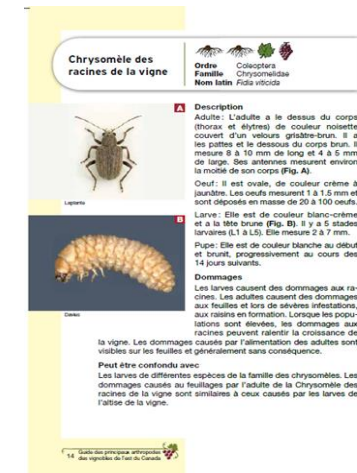 Chrysomèle des
racines de la vigne
Ordre Coleoptera
Famille Chrysomelidae
Nom latin Fidia viticida
A
Description
Adulte: L'adulte a le dessus du corps
(thorax et élytres) de couleur noisette
couvert d'un velours grisâtre-brun. Il a
les pattes et le dessous du corps brun. Il
mesure 8 à 10 mm de long et 4 à 5 mm
de large. Ses antennes mesurent environ
la moitié de son corps (Fig. A).
Oeuf: Il est ovale, de couleur crème à
jaunâtre. Les oeufs mesurent 1 à 1.5 mm et
sont déposés en masse de 20 à 100 oeufs.
B
Larve: Elle est de couleur blanc-crème
et a la tête brune (Fig. B). Il y a 5 stades
larvaires (L1 à L5). Elle mesure 2 à 7 mm.
Pupe: Elle est de couleur blanche au début
et brunit, progressivement au cours des
14 jours suivants.
Dommages
Les larves causent des dommages aux ra-
cines. Les adultes causent des dommages
aux feuilles et lors de sévères infestations,
aux raisins en formation. Lorsque les popu-
lations sont élevées, les dommages aux
racines peuvent ralentir la croissance de
la vigne. Les dommages causés par l'alimentation des adultes sont
visibles sur les feuilles et généralement sans conséquence.
Peut être confondu avec
Les larves de différentes espèces de la famille des chrysomèles. Les
dommages causés au feuillages par l'adulte de la Chrysomèle des
racines de la vigne sont similaires à ceux causés par les larves de
l'altise de la vigne.
14 Guide des principaux arthropodes
des vignobles de l'est du Canada